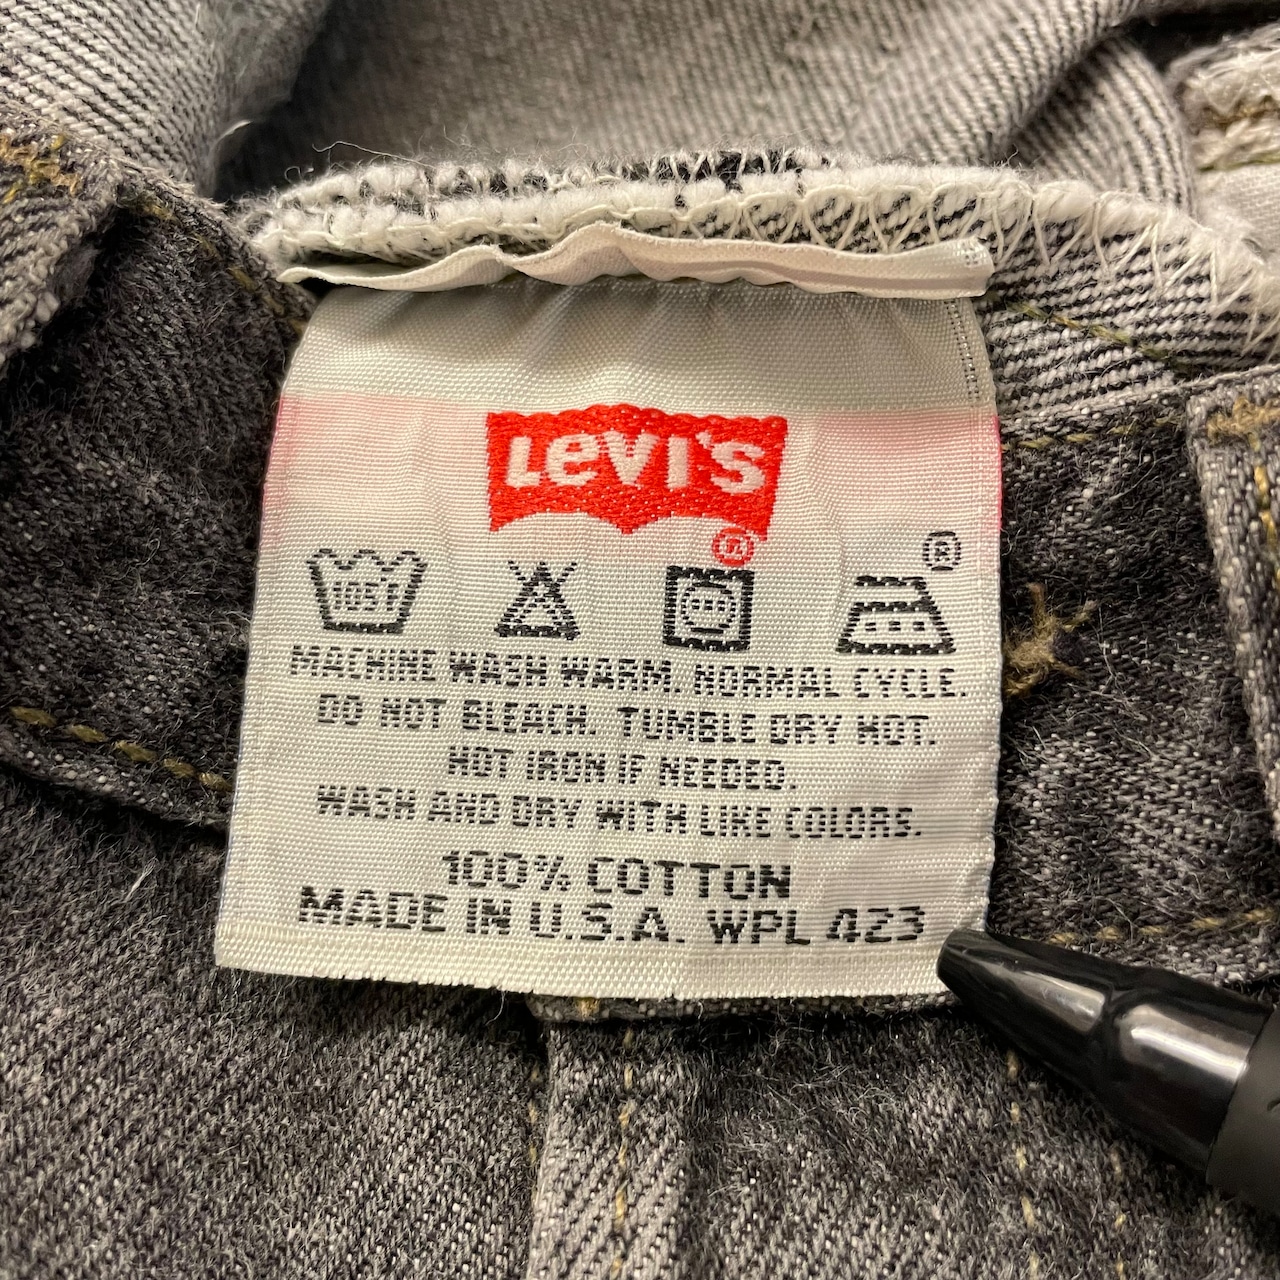 LEVI'S
®
®
105F
MACHINE WASH WARM. NORMAL CYCLE.
DO NOT BLEACH. TUMBLE DRY HOT.
HOT IRON IF NEEDED.
WASH AND DRY WITH LIKE COLORS.
100% COTTON
MADE IN U.S.A. WPL 423